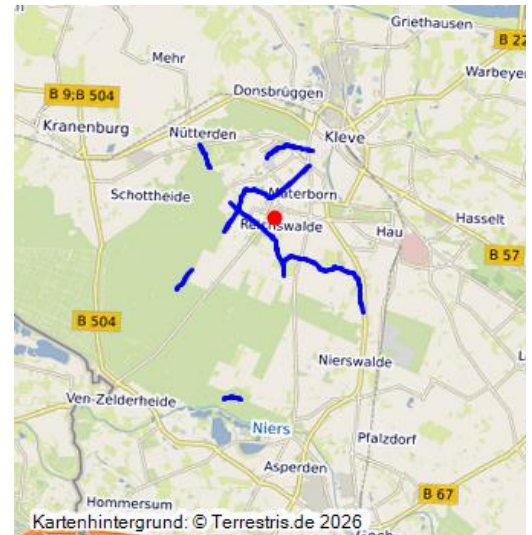 Griethausen
B 22
Mehr
Warbeye
B 9;B 504
Donsbrüggen
Kranenburg
Nütterden
Kleve
Schottheide
Materborn
Hasselt
Reichswalde
Hau
B 57
B 504
Nierswalde
Ven-Zelderheide
Niers
Pfalzdorf
Asperden
B 67
Hommersum
Kartenhintergrund: © Terrestris.de 2026